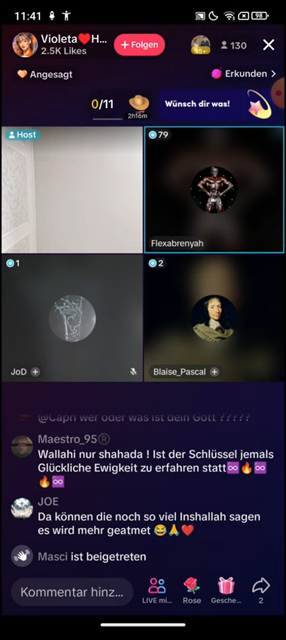 11:41
98
Violeta❤️H...
2.5K Likes
+ Folgen
130
Angesagt
Erkunden >
0/11
2h16m
Wünsch dir was!
Host
79
Flexabrenyah
1
JoD
2
Blaise_Pascal
@Capri wer oder was ist dein Gott ?????
Maestro_95®
Wallahi nur shahada ! Ist der Schlüssel jemals
Glückliche Ewigkeit zu erfahren statt♾️🔥♾️
🔥♾️
JOE
Da können die noch so viel Inshallah sagen
es wird mehr geatmet 😂🙏❤️
Masci ist beigetreten
Kommentar hinz...
LIVE mi...
Rose
Gesche...
2